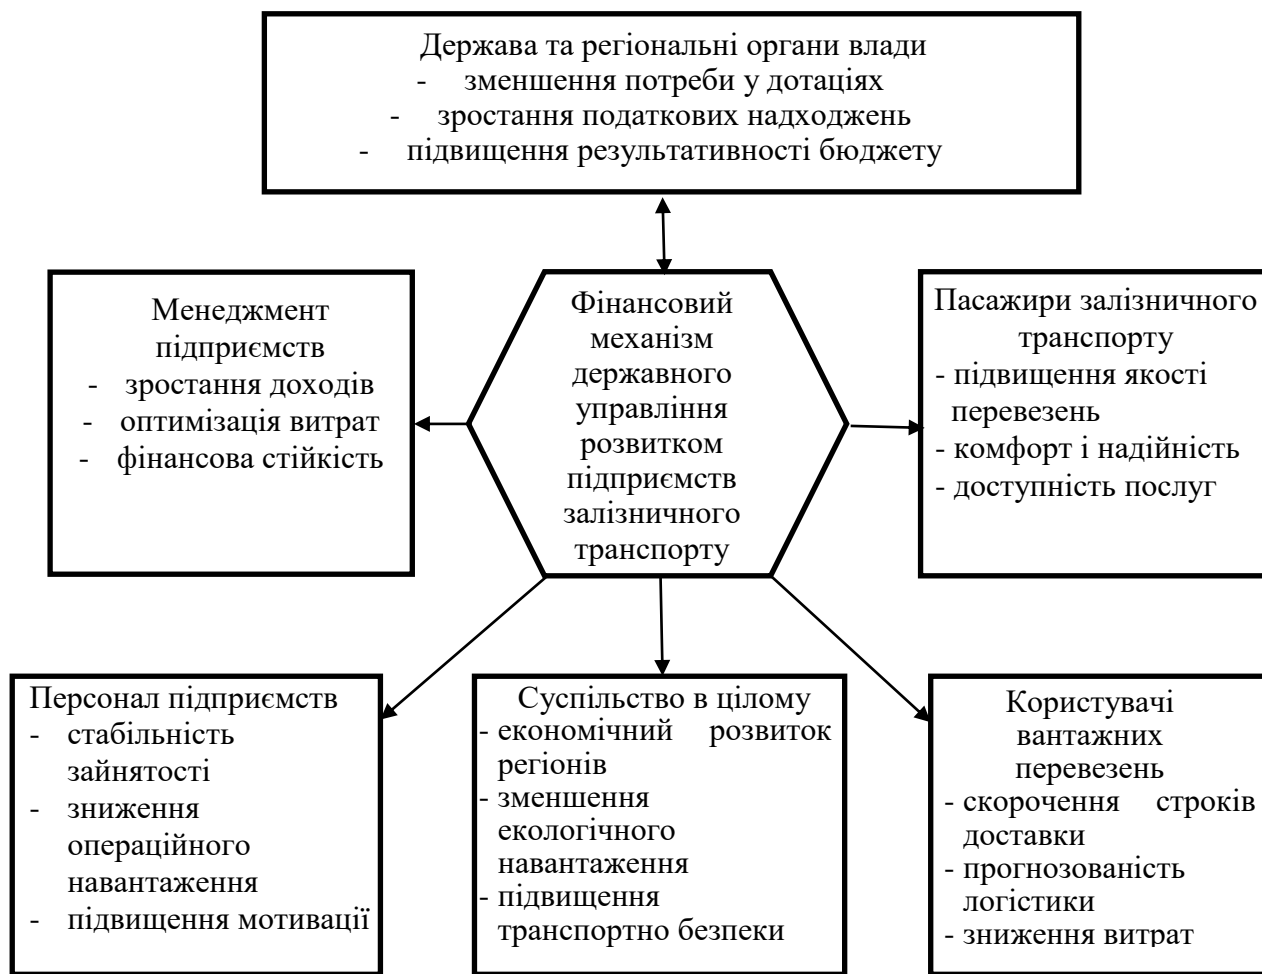 Держава та регіональні органи влади
- зменшення потреби у дотаціях
- зростання податкових надходжень
- підвищення результативності бюджету
Менеджмент
підприємств
- зростання доходів
- оптимізація витрат
- фінансова стійкість
Фінансовий
механізм
державного
управління
розвитком
підприємств
залізничного
транспорту
Пасажири залізничного
транспорту
- підвищення якості
перевезень
- комфорт і надійність
- доступність послуг
Персонал підприємств
- стабільність
зайнятості
- зниження
операційного
навантаження
- підвищення мотивації
Суспільство в цілому
- економічний розвиток
регіонів
- зменшення
екологічного
навантаження
- підвищення
транспортно безпеки
Користувачі
вантажних
перевезень
- скорочення строків
доставки
- прогнозованість
логістики
- зниження витрат